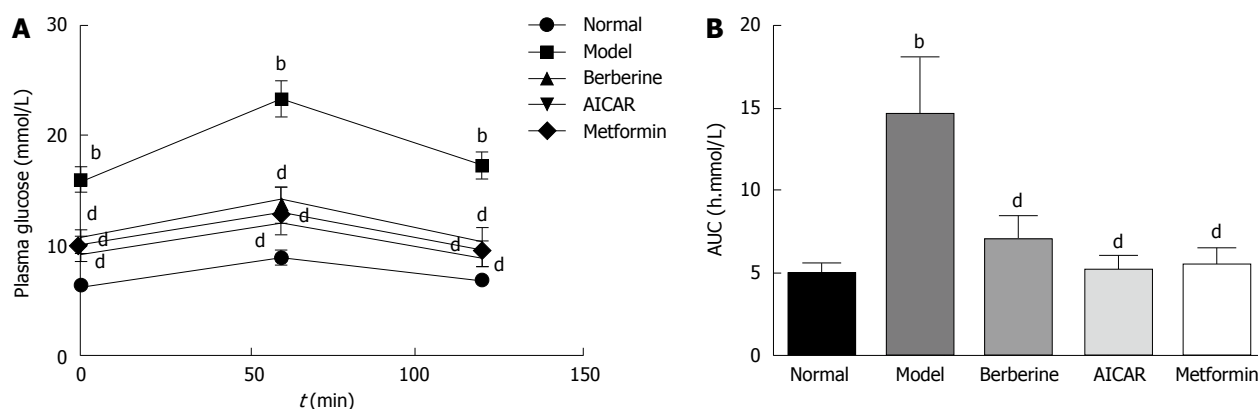 A
Plasma glucose (mmol/L)
30
20
10
0
0
50
100
150
t (min)
b
b
b
d
d
d
d
d
d
d
d
d
Normal
Model
Berberine
AICAR
Metformin
B
AUC (h.mmol/L)
20
15
10
5
0
b
d
d
d
Normal
Model
Berberine
AICAR
Metformin